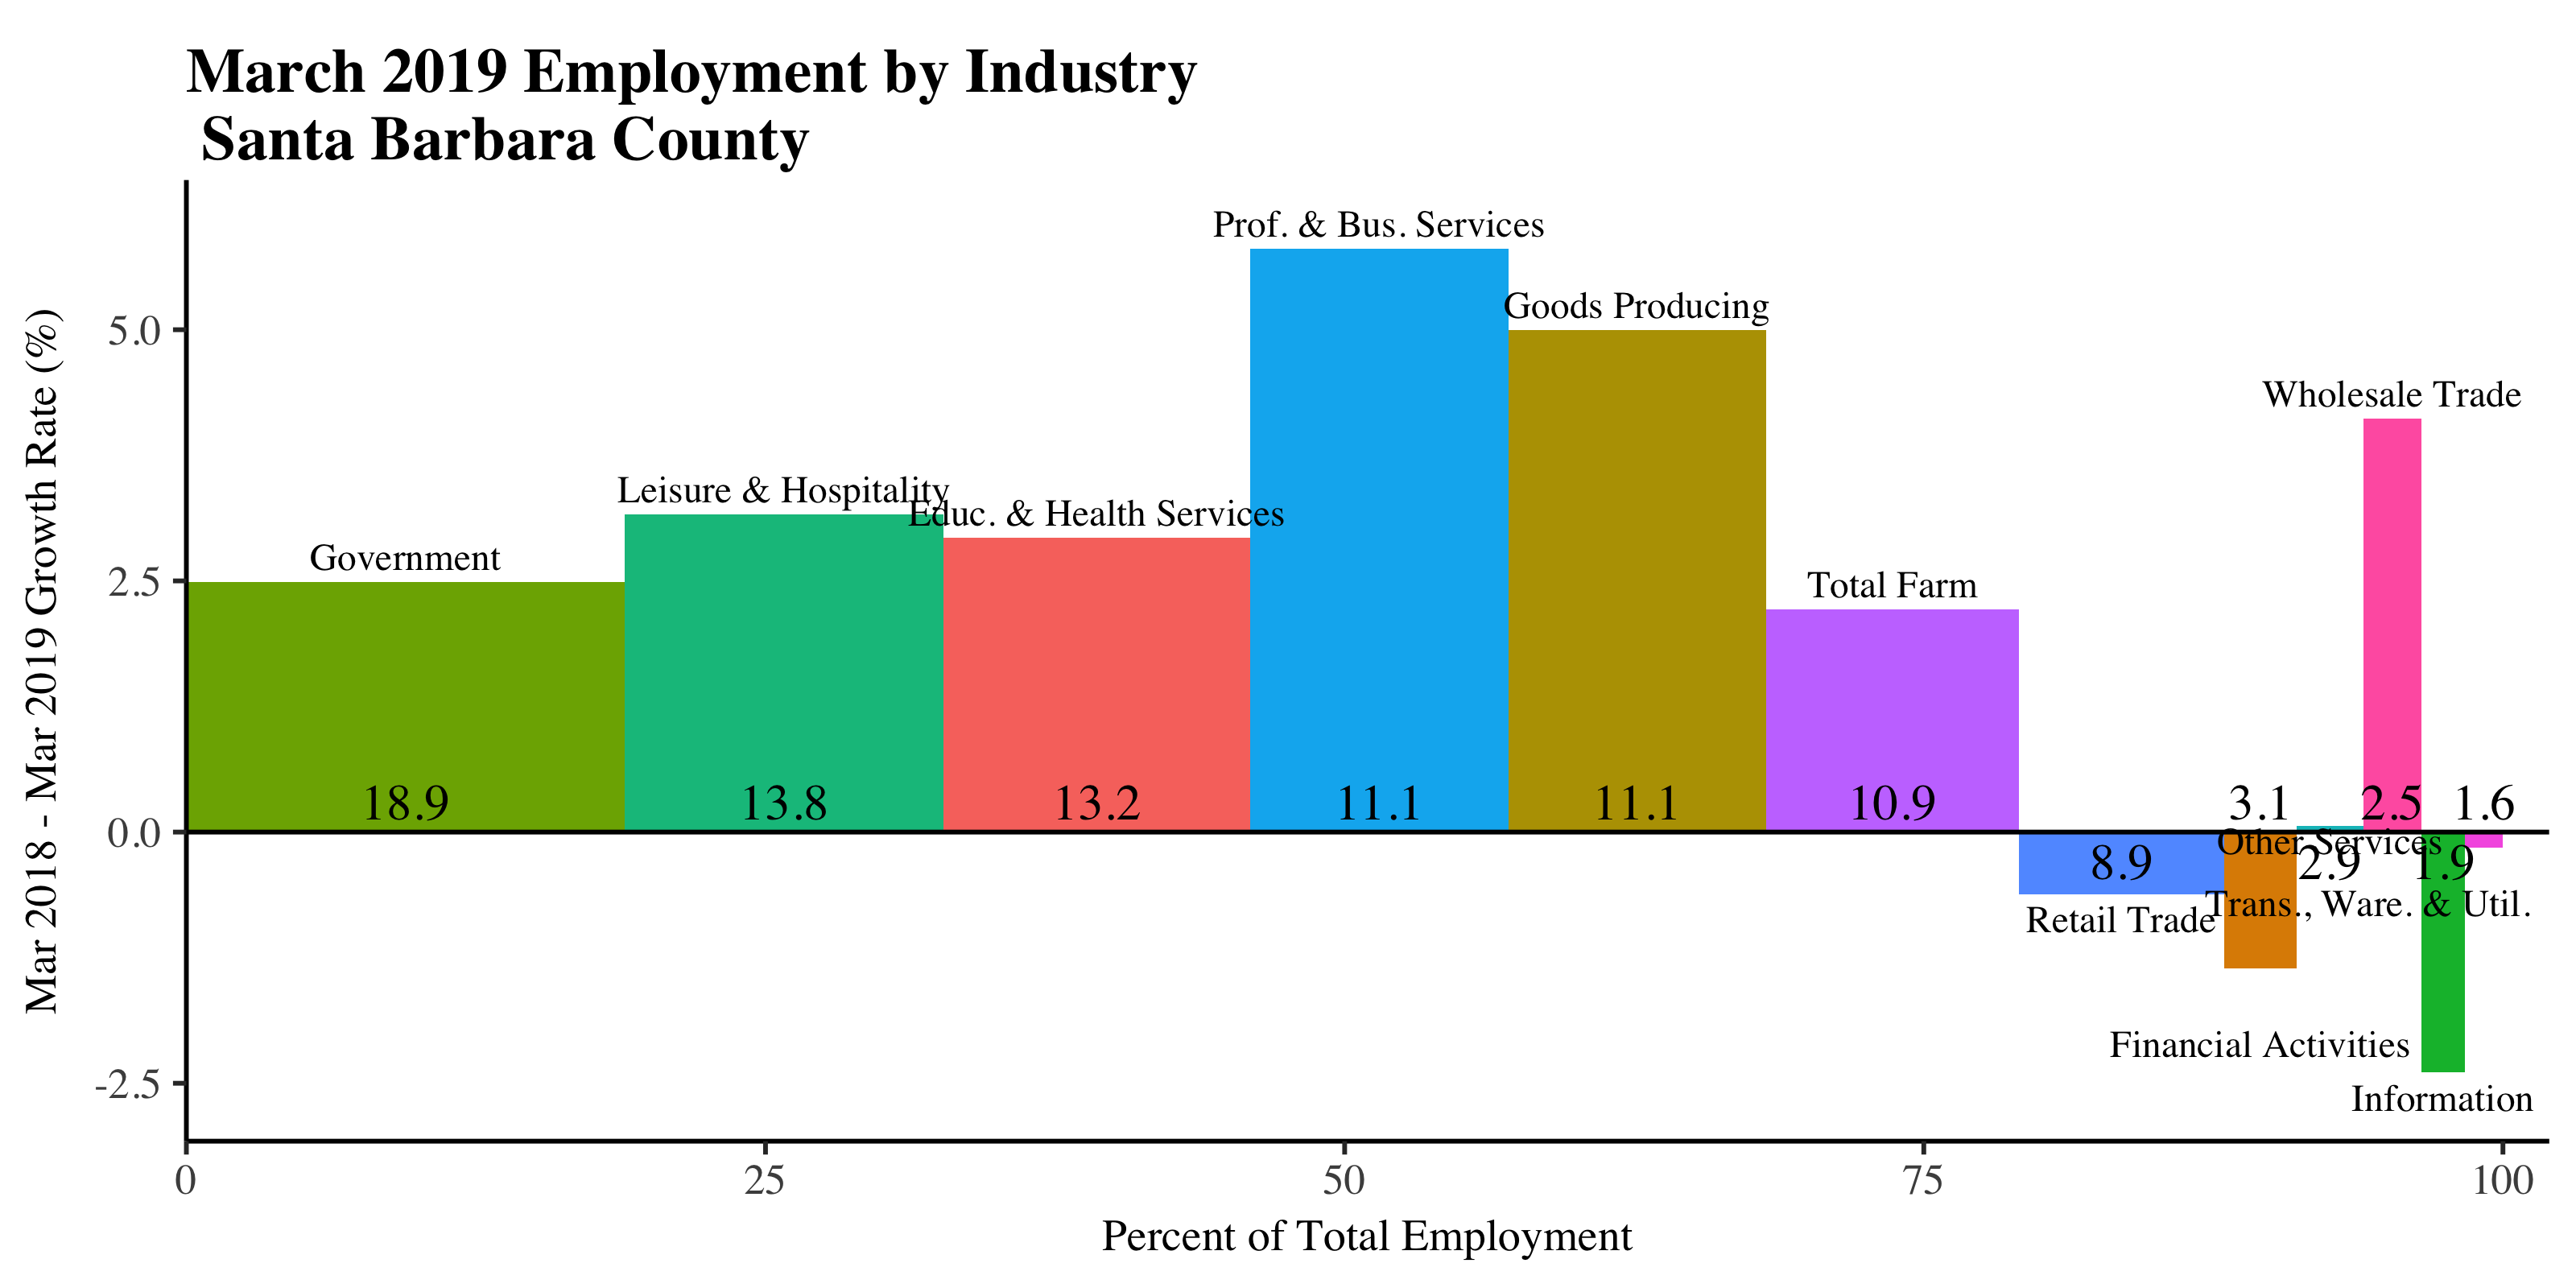 March 2019 Employment by Industry
Santa Barbara County
Mar 2018 - Mar 2019 Growth Rate (%)
Prof. & Bus. Services
Goods Producing
5.0
Wholesale Trade
Leisure & Hospitality
Educ. & Health Services
Government
2.5
Total Farm
18.9
13.8
13.2
11.1
11.1
10.9
3.1
2.5
1.6
0.0
Other Services
8.9
2.9
1.9
Trans., Ware. & Util.
Retail Trade
Financial Activities
-2.5
Information
0
25
50
75
100
Percent of Total Employment